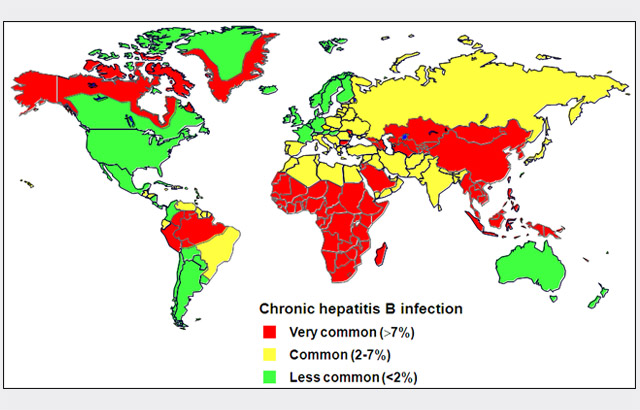 Chronic hepatitis B infection
Very common (>7%)
Common (2-7%)
Less common (<2%)